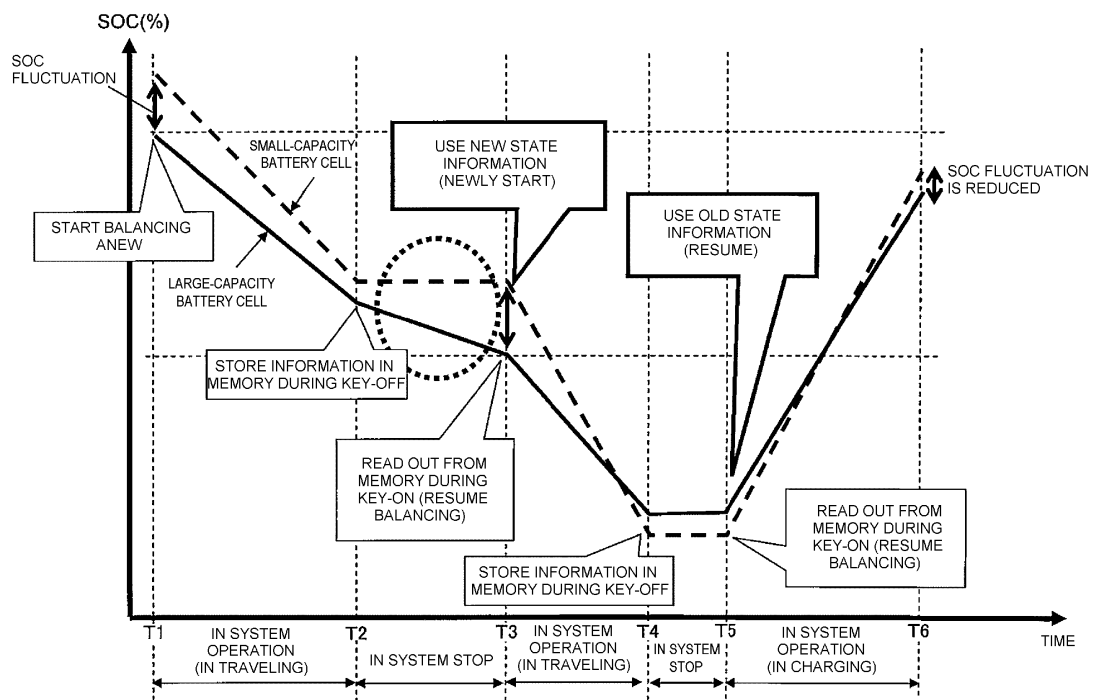 SOC(%)
SOC
FLUCTUATION
SMALL-CAPACITY
BATTERY CELL
USE NEW STATE
INFORMATION
(NEWLY START)
SOC FLUCTUATION
IS REDUCED
START BALANCING
ANEW
USE OLD STATE
INFORMATION
(RESUME)
LARGE-CAPACITY
BATTERY CELL
STORE INFORMATION IN
MEMORY DURING KEY-OFF
READ OUT FROM
MEMORY DURING
KEY-ON (RESUME
BALANCING)
READ OUT FROM
MEMORY DURING
KEY-ON (RESUME
BALANCING)
STORE INFORMATION IN
MEMORY DURING KEY-OFF
T1
T2
T3
T4
T5
T6
TIME
IN SYSTEM
OPERATION
(IN TRAVELING)
IN SYSTEM STOP
IN SYSTEM
OPERATION
(IN TRAVELING)
IN SYSTEM
STOP
IN SYSTEM
OPERATION
(IN CHARGING)